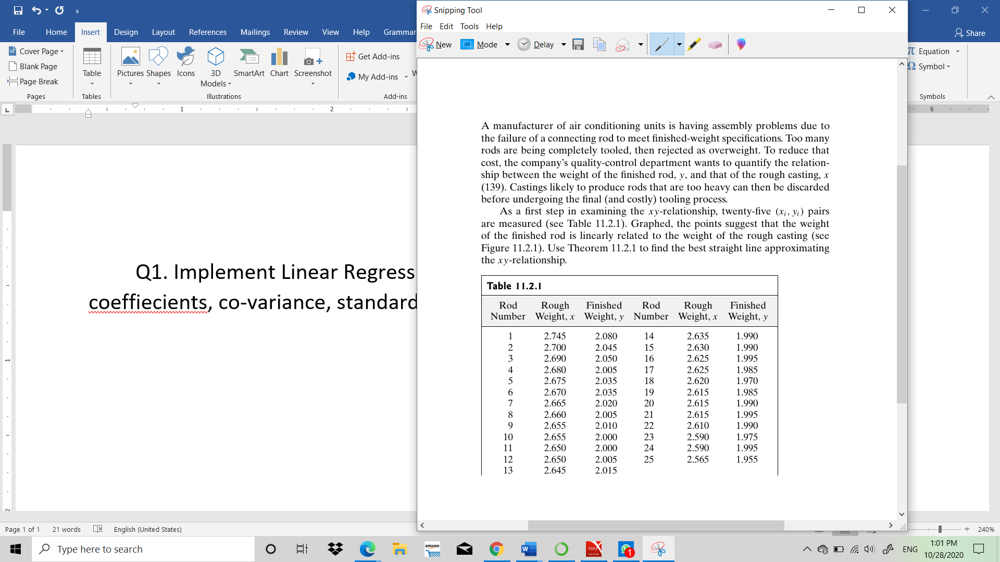 File Home Insert Design Layout References Mailings Review View Help Grammar
Share
Cover Page
Blank Page
Page Break
Pages
Table
Tables
Pictures Shapes Icons 3D Models SmartArt Chart Screenshot
Illustrations
Get Add-ins
My Add-ins W
Add-ins
Equation
Symbol
Symbols
L 1 2 6
Q1. Implement Linear Regress
coeffiecients, co-variance, standard
1
2
Snipping Tool
File Edit Tools Help
New Mode Delay
A manufacturer of air conditioning units is having assembly problems due to
the failure of a connecting rod to meet finished-weight specifications. Too many
rods are being completely tooled, then rejected as overweight. To reduce that
cost, the company's quality-control department wants to quantify the relation-
ship between the weight of the finished rod, y, and that of the rough casting, x
(139). Castings likely to produce rods that are too heavy can then be discarded
before undergoing the final (and costly) tooling process.
As a first step in examining the xy-relationship, twenty-five (xi, yi) pairs
are measured (see Table 11.2.1). Graphed, the points suggest that the weight
of the finished rod is linearly related to the weight of the rough casting (see
Figure 11.2.1). Use Theorem 11.2.1 to find the best straight line approximating
the xy-relationship.
Table 11.2.1
Rod Rough Finished Rod Rough Finished
Number Weight, x Weight, y Number Weight, x Weight, y
1 2.745 2.080 14 2.635 1.990
2 2.700 2.045 15 2.630 1.990
3 2.690 2.050 16 2.625 1.995
4 2.680 2.005 17 2.625 1.985
5 2.675 2.035 18 2.620 1.970
6 2.670 2.035 19 2.615 1.985
7 2.665 2.020 20 2.615 1.990
8 2.660 2.005 21 2.615 1.995
9 2.655 2.010 22 2.610 1.990
10 2.655 2.000 23 2.590 1.975
11 2.650 2.000 24 2.590 1.995
12 2.650 2.005 25 2.565 1.955
13 2.645 2.015
Page 1 of 1 21 words English (United States)
240%
Type here to search
amazon
W
PDF
1
ENG
1:01 PM
10/28/2020